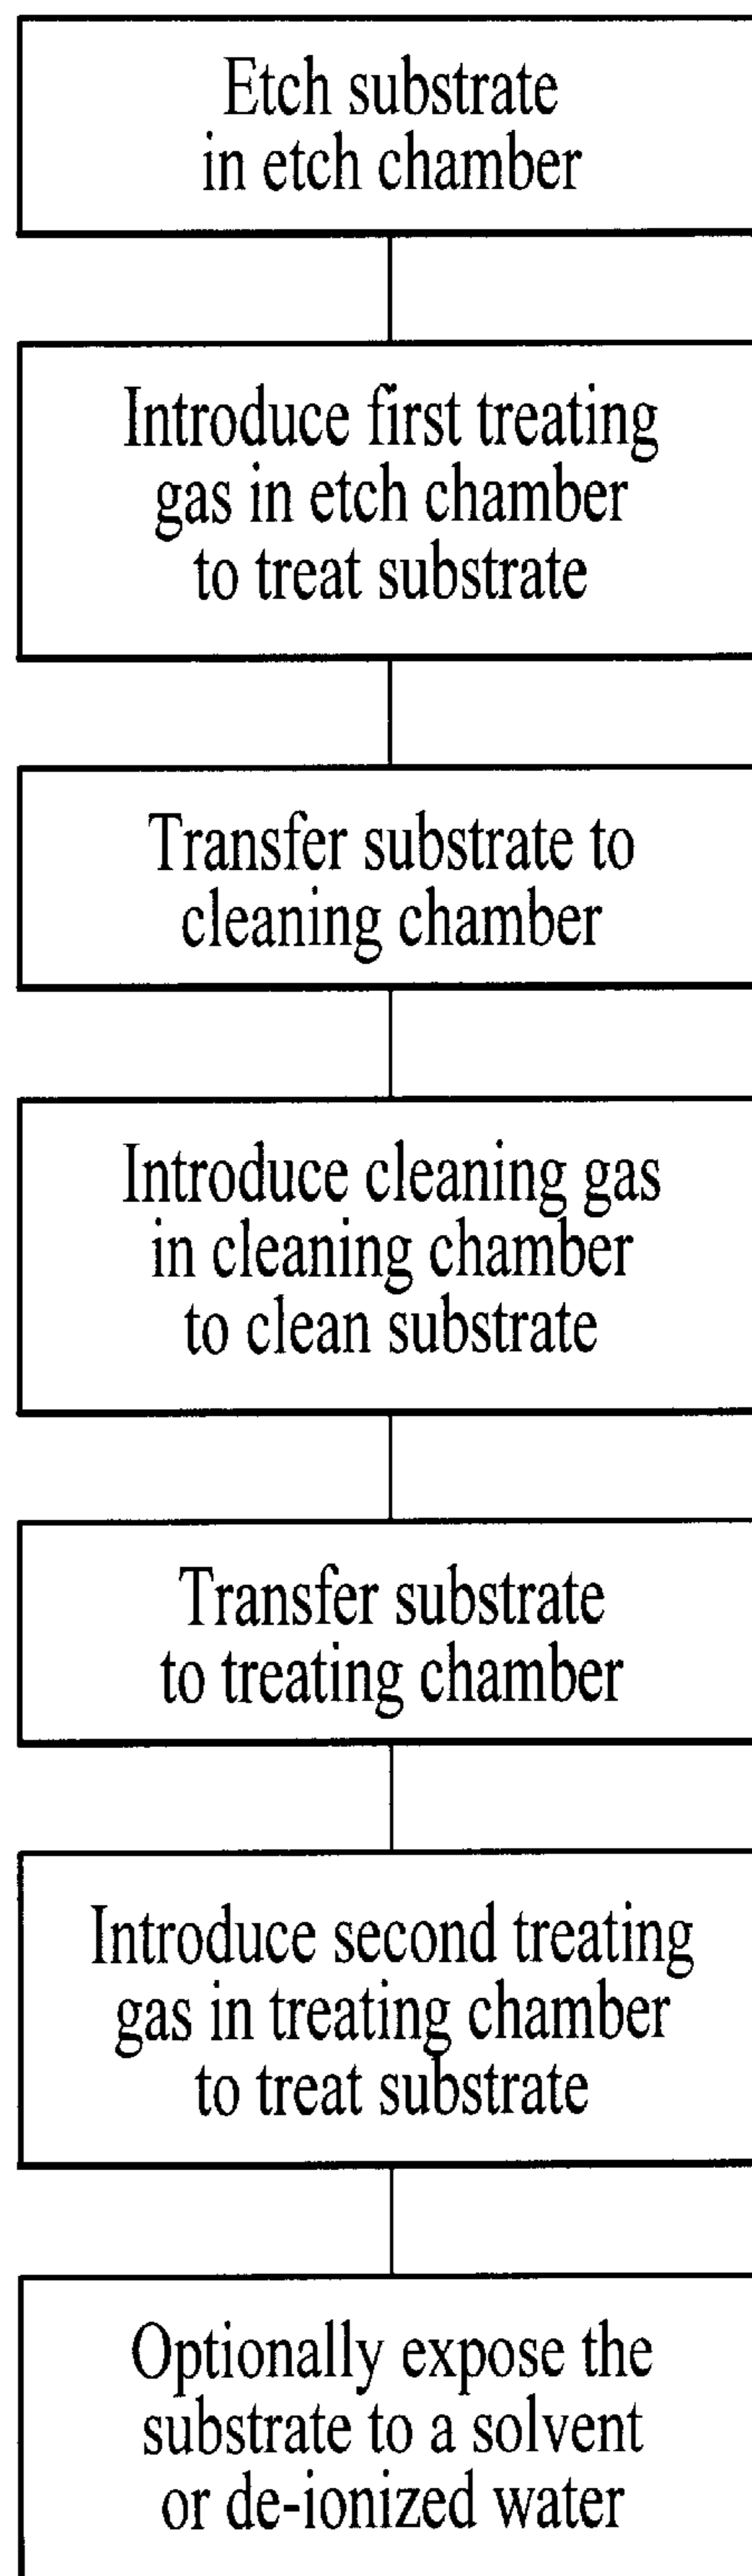 Etch substrate
in etch chamber
Introduce first treating
gas in etch chamber
to treat substrate
Transfer substrate to
cleaning chamber
Introduce cleaning gas
in cleaning chamber
to clean substrate
Transfer substrate
to treating chamber
Introduce second treating
gas in treating chamber
to treat substrate
Optionally expose the
substrate to a solvent
or de-ionized water